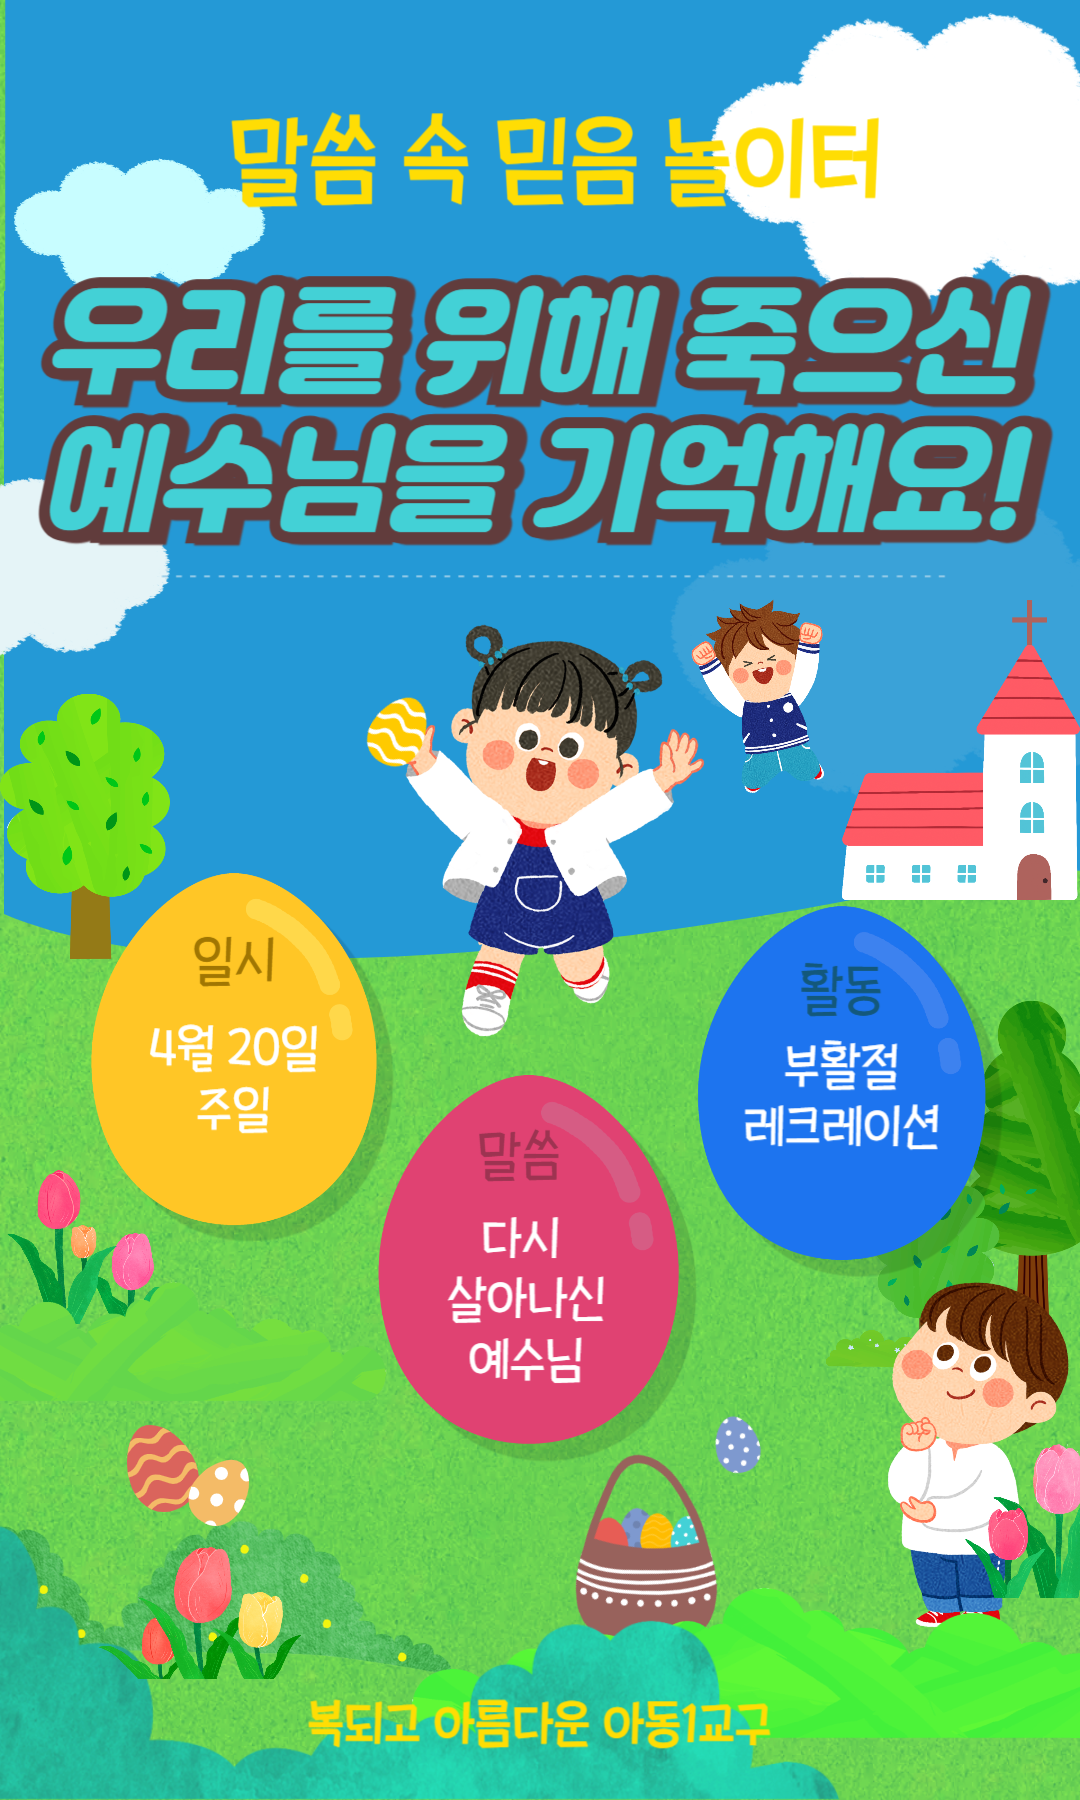 말씀 속 믿음 놀이터
우리를 위해 죽으신
예수님을 기억해요!
일시
4월 20일
주일
활동
부활절
레크레이션
말씀
다시
살아나신
예수님
복되고 아름다운 아동1교구